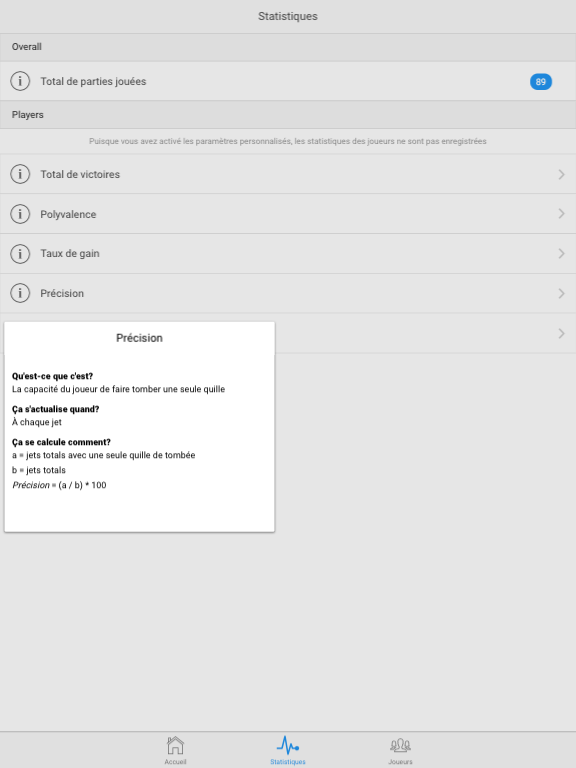 Statistiques
Overall
Total de parties jouées
89
Players
Puisque vous avez activé les paramètres personnalisés, les statistiques des joueurs ne sont pas enregistrées
Total de victoires
Polyvalence
Taux de gain
Précision
Précision
Qu'est-ce que c'est?
La capacité du joueur de faire tomber une seule quille
Ça s'actualise quand?
À chaque jet
Ça se calcule comment?
a = jets totals avec une seule quille de tombée
b = jets totals
Précision = (a / b) * 100
Accueil
Statistiques
Joueurs